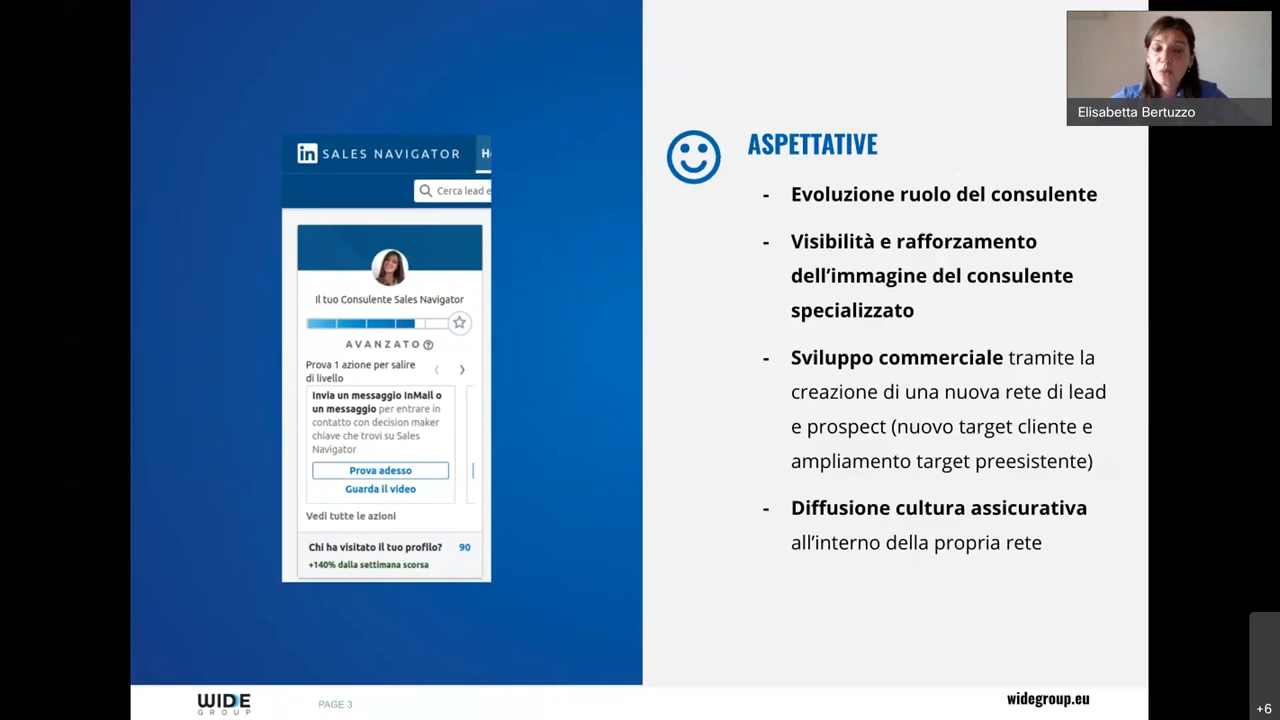 Elisabetta Bertuzzo
in SALES NAVIGATOR
H
Cerca lead e
Il tuo Consulente Sales Navigator
AVANZATO
Prova 1 azione per salire
di livello
Invia un messaggio InMail o
un messaggio per entrare in
contatto con decision maker
chiave che trovi su Sales
Navigator
Prova adesso
Guarda il video
Vedi tutte le azioni
Chi ha visitato il tuo profilo? 90
+140% dalla settimana scorsa
ASPETTATIVE
- Evoluzione ruolo del consulente
- Visibilità e rafforzamento
dell’immagine del consulente
specializzato
- Sviluppo commerciale tramite la
creazione di una nuova rete di lead
e prospect (nuovo target cliente e
ampliamento target preesistente)
- Diffusione cultura assicurativa
all’interno della propria rete
WIDE
GROUP
PAGE 3
widegroup.eu
+6